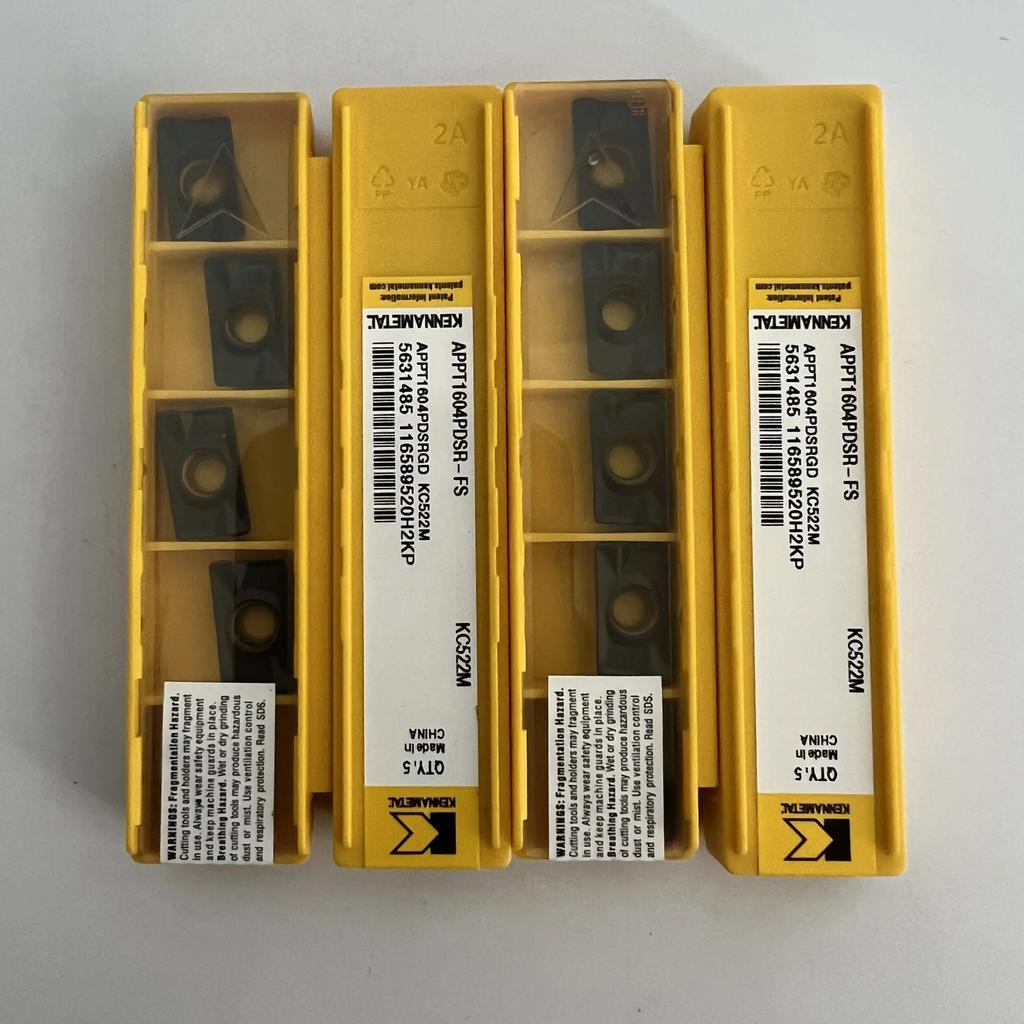 WARNINGS: Fragmentation Hazard.
Cutting tools and holders may fragment
in use. Always wear safety equipment
and keep machine guards in place.
Breathing Hazard. Wet or dry grinding
of cutting tools may produce hazardous
dust or mist. Use ventilation control
and respiratory protection. Read SDS.
2A
PP
YA
Patent Information:
patents.kennametal.com
KENNAMETAL
APPT1604PDSR-FS KC522M
APPT1604PDSRGD KC522M
5631485 116589520H2KP
Made in
CHINA
QTY. 5
KENNAMETAL
WARNINGS: Fragmentation Hazard.
Cutting tools and holders may fragment
in use. Always wear safety equipment
and keep machine guards in place.
Breathing Hazard. Wet or dry grinding
of cutting tools may produce hazardous
dust or mist. Use ventilation control
and respiratory protection. Read SDS.
2A
PP
YA
Patent Information:
patents.kennametal.com
KENNAMETAL
APPT1604PDSR-FS KC522M
APPT1604PDSRGD KC522M
5631485 116589520H2KP
Made in
CHINA
QTY. 5
KENNAMETAL